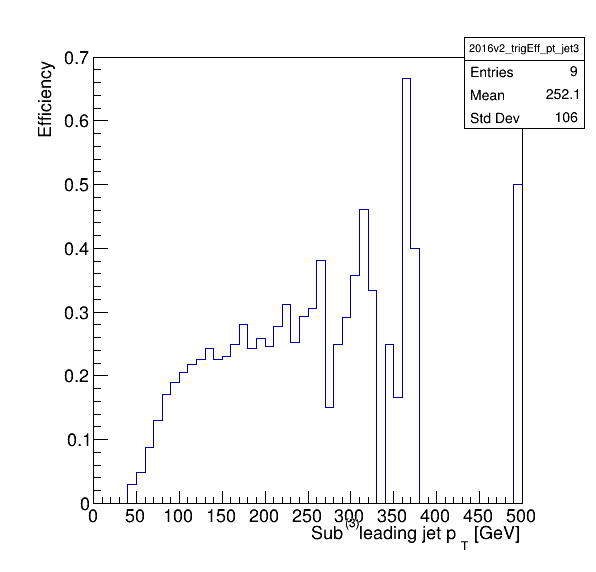 2016v2_trigEff_pt_jet3
Entries 9
Mean 252.1
Std Dev 106
Efficiency
0.7
0.6
0.5
0.4
0.3
0.2
0.1
0
0 50 100 150 200 250 300 350 400 450 500
Sub(3)leading jet p_T [GeV]